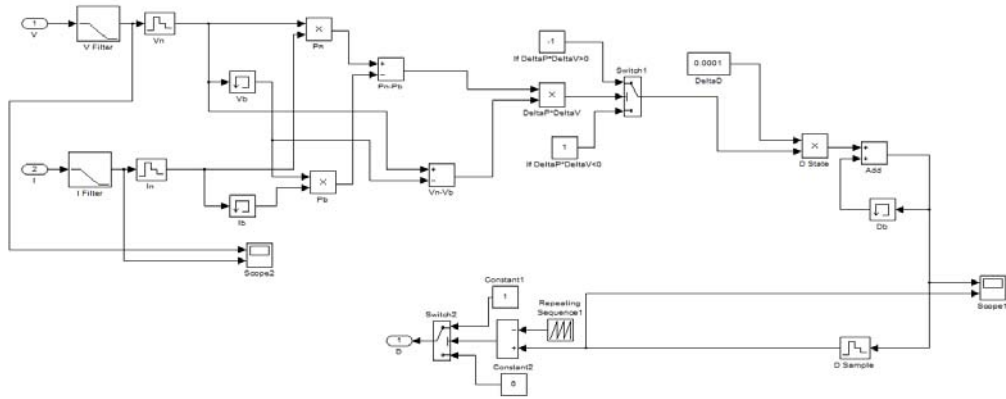 1
V
V Filter
Vn
Pn
Vb
Pn-Pb
-1
If DeltaP*DeltaV>0
Switch1
0.0001
DeltaD
DeltaP*DeltaV
1
If DeltaP*DeltaV<0
D State
Add
2
I
I Filter
In
Ib
Pb
Vn-Vb
Db
Scope2
Scope1
Constant1
1
Repeating
Sequence1
Switch2
1
D
Constant2
0
D Sample